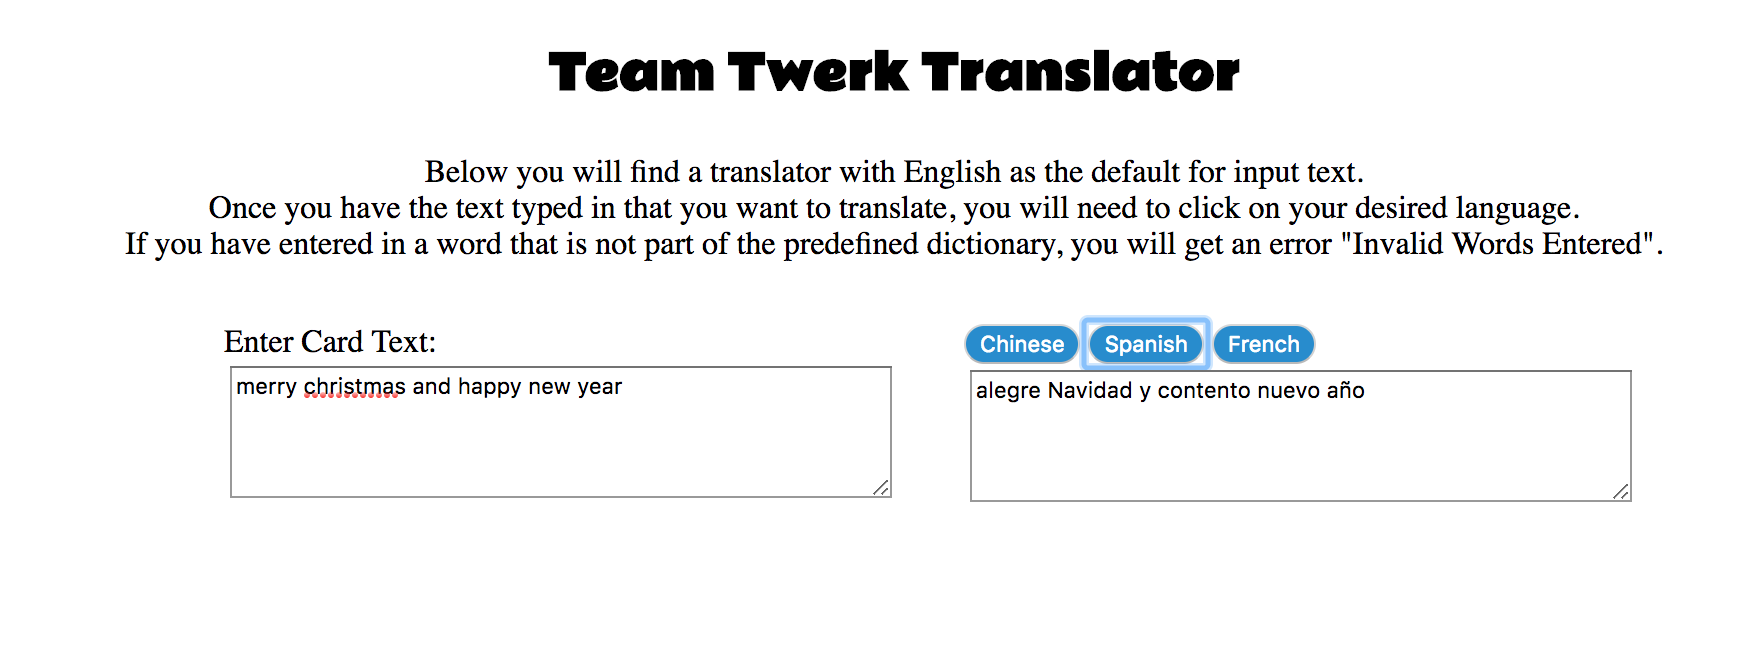 Team Twerk Translator
Below you will find a translator with English as the default for input text.
Once you have the text typed in that you want to translate, you will need to click on your desired language.
If you have entered in a word that is not part of the predefined dictionary, you will get an error "Invalid Words Entered".
Enter Card Text:
merry christmas and happy new year
Chinese Spanish French
alegre Navidad y contento nuevo año